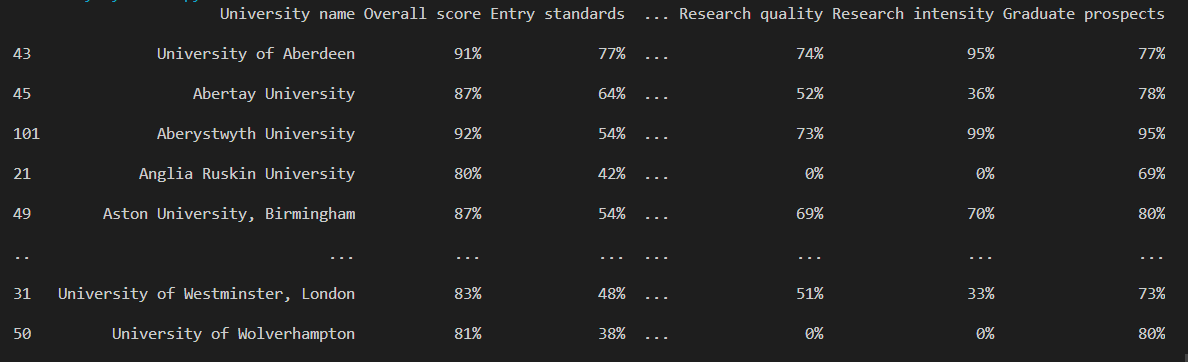 University name Overall score Entry standards ... Research quality Research intensity Graduate prospects
43 University of Aberdeen 91% 77% ... 74% 95% 77%
45 Abertay University 87% 64% ... 52% 36% 78%
101 Aberystwyth University 92% 54% ... 73% 99% 95%
21 Anglia Ruskin University 80% 42% ... 0% 0% 69%
49 Aston University, Birmingham 87% 54% ... 69% 70% 80%
.. ... ... ... ... ... ... ...
31 University of Westminster, London 83% 48% ... 51% 33% 73%
50 University of Wolverhampton 81% 38% ... 0% 0% 80%